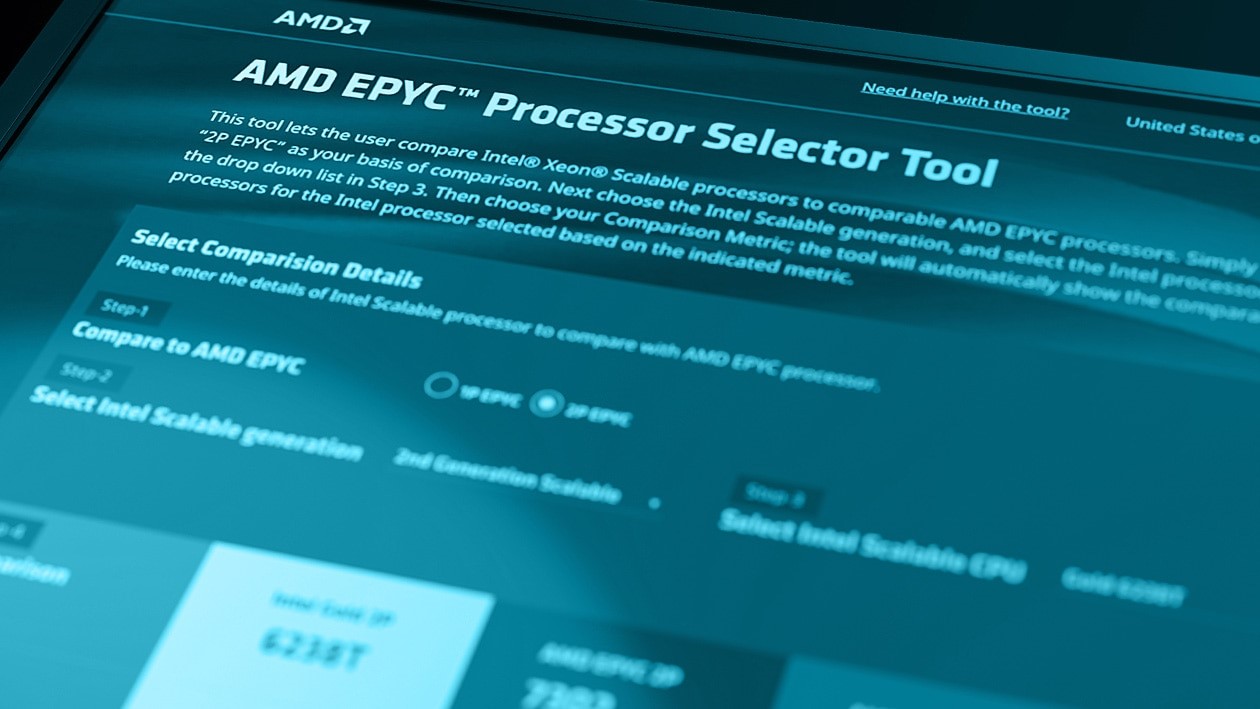 AMD
Need help with the tool?
United States o
AMD EPYC™ Processor Selector Tool
This tool lets the user compare Intel® Xeon® Scalable processors to comparable AMD EPYC processors. Simply
“2P EPYC” as your basis of comparison. Next choose the Intel Scalable generation, and select the Intel processo
the drop down list in Step 3. Then choose your Comparison Metric; the tool will automatically show the compara
processors for the Intel processor selected based on the indicated metric.
Select Comparision Details
Please enter the details of Intel Scalable processor to compare with AMD EPYC processor.
Step-1
Compare to AMD EPYC
1P EPYC
2P EPYC
Step-2
Select Intel Scalable generation
2nd Generation Scalable
Step-3
Select Intel Scalable CPU
Gold 6238T
p-4
parison
Intel Gold 2P
6238T
AMD EPYC 2P